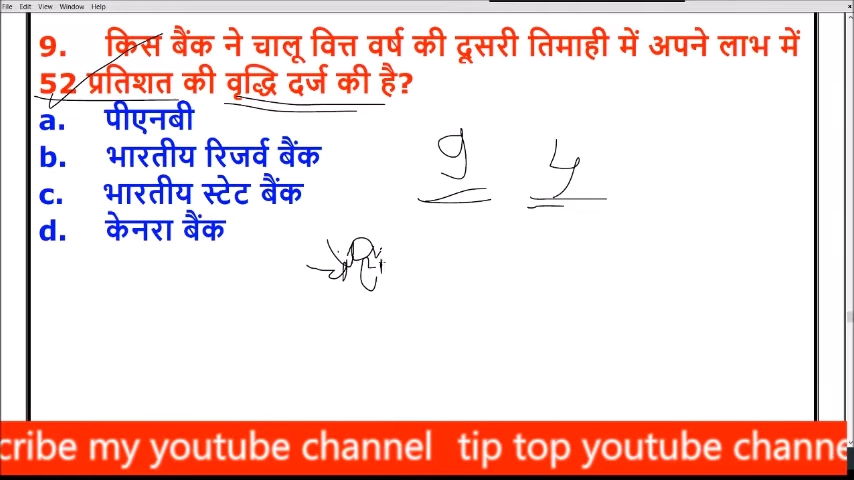 File Edit View Window Help
9. किस बैंक ने चालू वित्त वर्ष की दूसरी तिमाही में अपने लाभ में
52 प्रतिशत की वृद्धि दर्ज की है?
a. पीएनबी
b. भारतीय रिजर्व बैंक
c. भारतीय स्टेट बैंक
d. केनरा बैंक
9 4
cribe my youtube channel tip top youtube channe